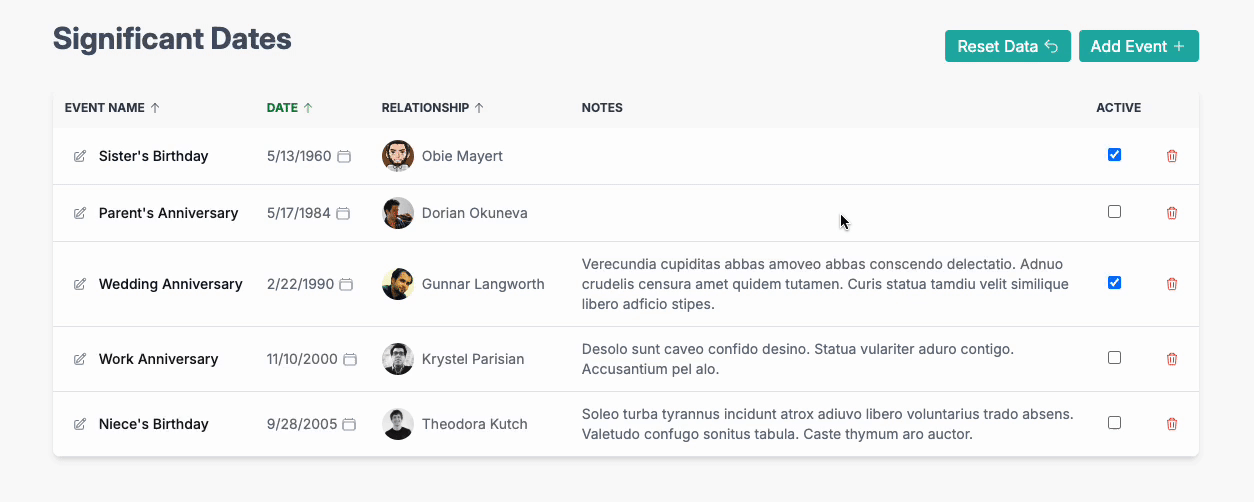 Significant Dates
Reset Data
Add Event
EVENT NAME DATE RELATIONSHIP NOTES ACTIVE
Sister's Birthday 5/13/1960 Obie Mayert
Parent's Anniversary 5/17/1984 Dorian Okuneva
Wedding Anniversary 2/22/1990 Gunnar Langworth
Verecundia cupiditas abbas amoveo abbas conscendo delectatio. Adnuo
crudelis censura amet quidem tutamen. Curis statua tamdiu velit similique
libero adficio stipes.
Work Anniversary 11/10/2000 Krystel Parisian
Desolo sunt caveo confido desino. Statua vulariter aduro contigo.
Accusantium pel alo.
Niece's Birthday 9/28/2005 Theodora Kutch
Soleo turba tyrannus incidunt atrox adiuvo libero voluntarius trado absens.
Valetudo confugo sonitus tabula. Caste thymum aro auctor.